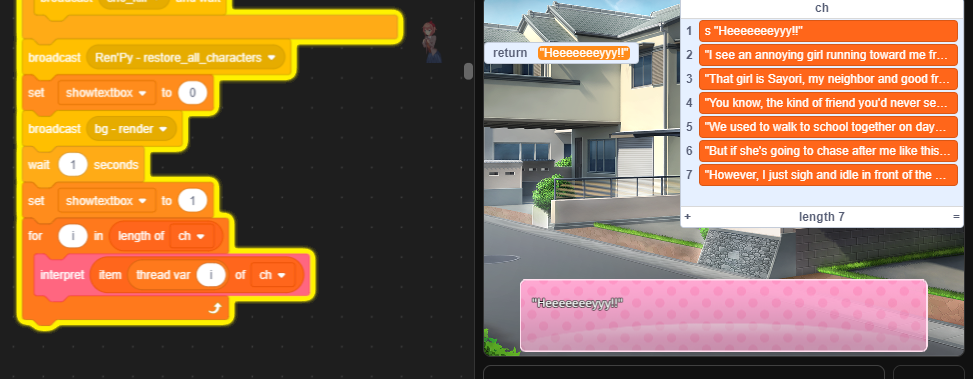 broadcast and wait
broadcast Ren'Py - restore_all_characters
set showtextbox to 0
broadcast bg - render
wait 1 seconds
set showtextbox to 1
for i in length of ch
interpret item thread var i of ch
return "Heeeeeeeyyy!!"
ch
1 s "Heeeeeeeyyy!!"
2 "I see an annoying girl running toward me fr...
3 "That girl is Sayori, my neighbor and good fr...
4 "You know, the kind of friend you'd never se...
5 "We used to walk to school together on day...
6 "But if she's going to chase after me like this...
7 "However, I just sigh and idle in front of the ...
+ length 7 =
"Heeeeeeeyyy!!"